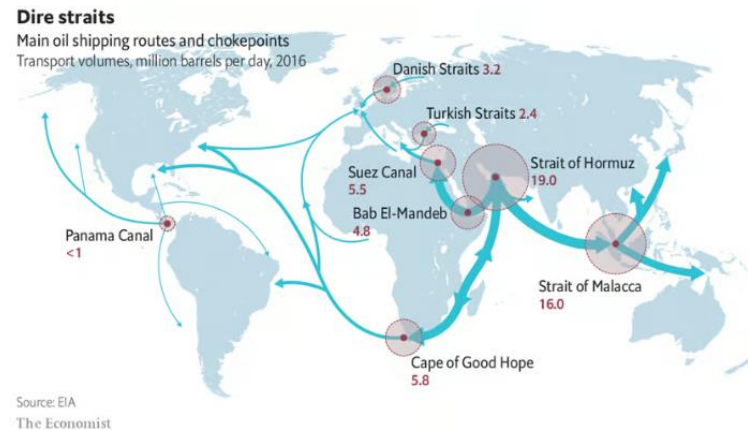 Dire straits
Main oil shipping routes and chokepoints
Transport volumes, million barrels per day, 2016
Danish Straits 3.2
Turkish Straits 2.4
Suez Canal
5.5
Strait of Hormuz
19.0
Bab El-Mandeb
4.8
Panama Canal
<1
Strait of Malacca
16.0
Cape of Good Hope
5.8
Source: EIA
The Economist